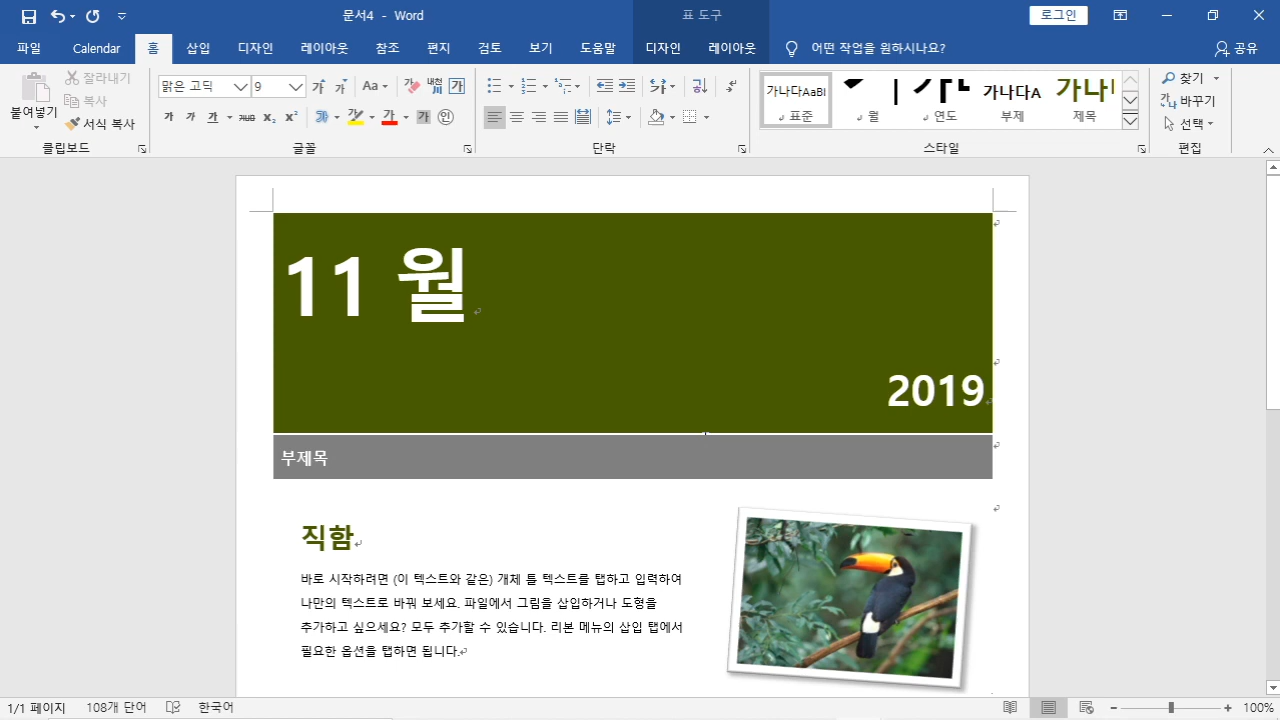 문서4 - Word
표 도구
로그인
파일 Calendar 홈 삽입 디자인 레이아웃 참조 편지 검토 보기 도움말 디자인 레이아웃 어떤 작업을 원하시나요? 공유
붙여넣기
잘라내기
복사
서식 복사
클립보드
맑은 고딕 9
글꼴
단락
가나다AaBl
표준
월
연도
가나다A
부제
가나
제목
스타일
찾기
바꾸기
선택
편집
11 월
2019
부제목
직함
바로 시작하려면 (이 텍스트와 같은) 개체 틀 텍스트를 탭하고 입력하여
나만의 텍스트로 바꿔 보세요. 파일에서 그림을 삽입하거나 도형을
추가하고 싶으세요? 모두 추가할 수 있습니다. 리본 메뉴의 삽입 탭에서
필요한 옵션을 탭하면 됩니다.
1/1 페이지 108개 단어 한국어 100%